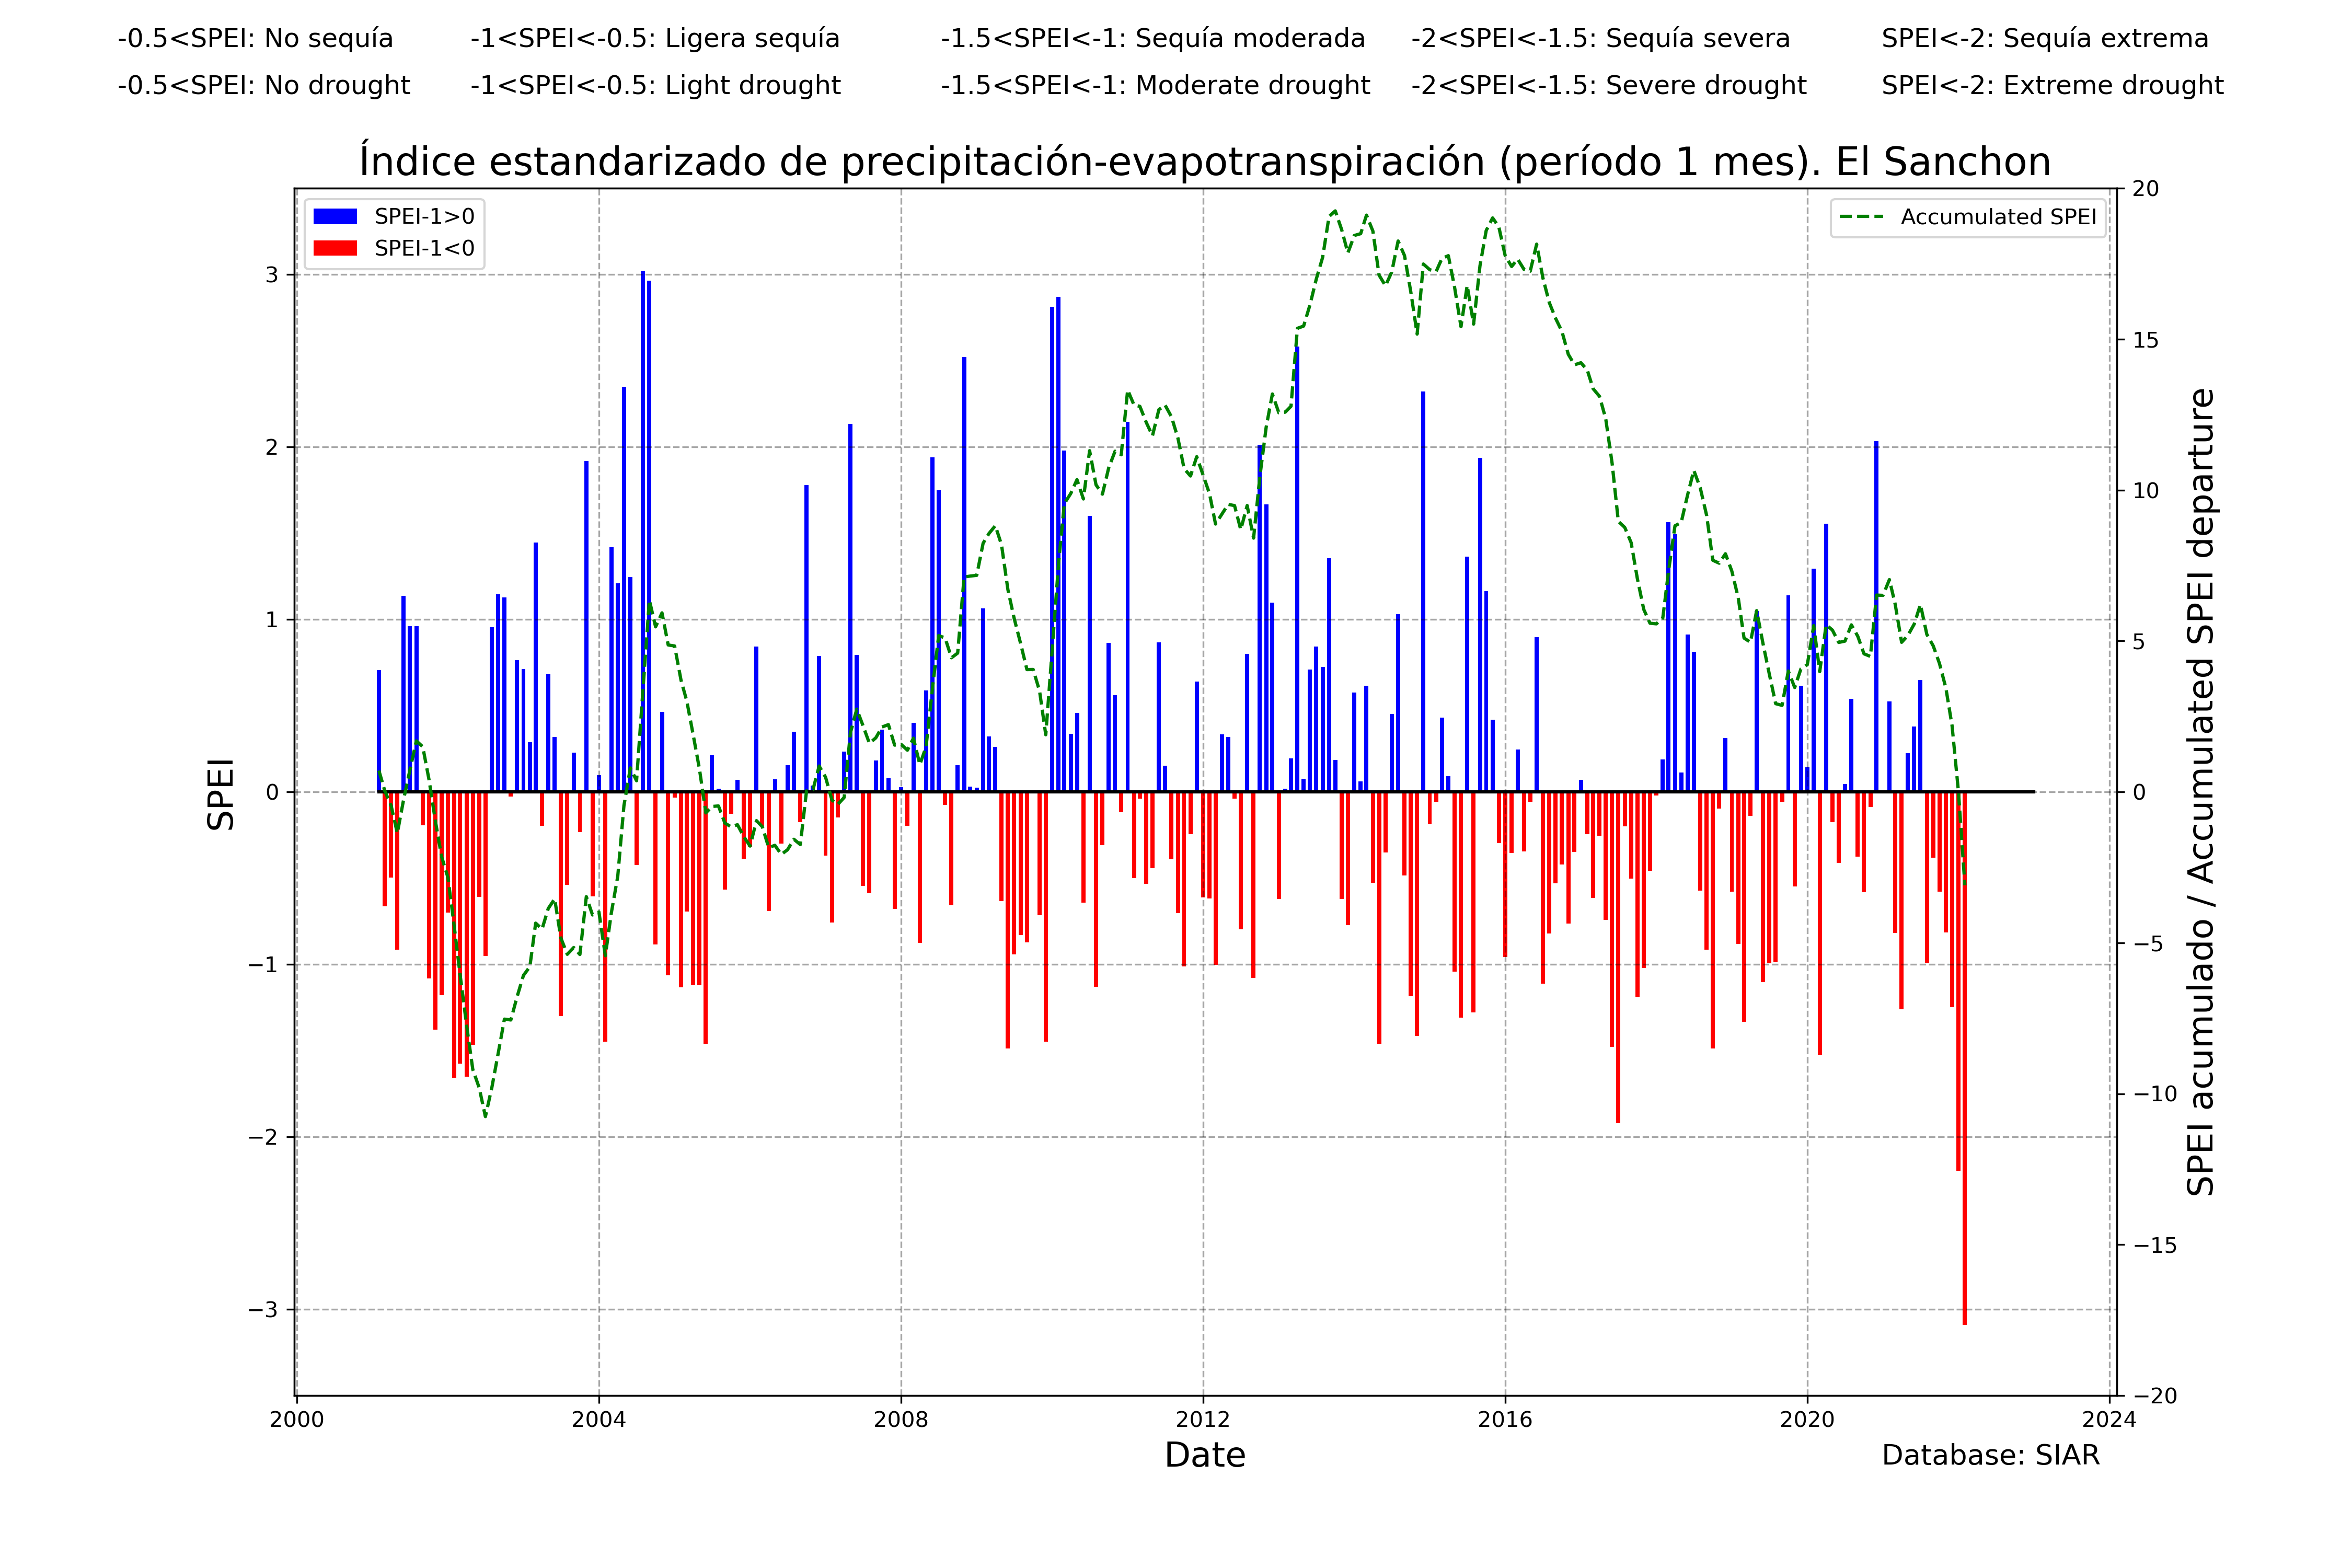 -0.5<SPEI: No sequía -1<SPEI<-0.5: Ligera sequía -1.5<SPEI<-1: Sequía moderada -2<SPEI<-1.5: Sequía severa SPEI<-2: Sequía extrema
-0.5<SPEI: No drought -1<SPEI<-0.5: Light drought -1.5<SPEI<-1: Moderate drought -2<SPEI<-1.5: Severe drought SPEI<-2: Extreme drought
Índice estandarizado de precipitación-evapotranspiración (período 1 mes). El Sanchon
SPEI-1>0
SPEI-1<0
Accumulated SPEI
SPEI
3
2
1
0
−1
−2
−3
20
15
10
5
0
−5
−10
−15
−20
SPEI acumulado / Accumulated SPEI departure
2000 2004 2008 2012 2016 2020 2024
Date
Database: SIAR